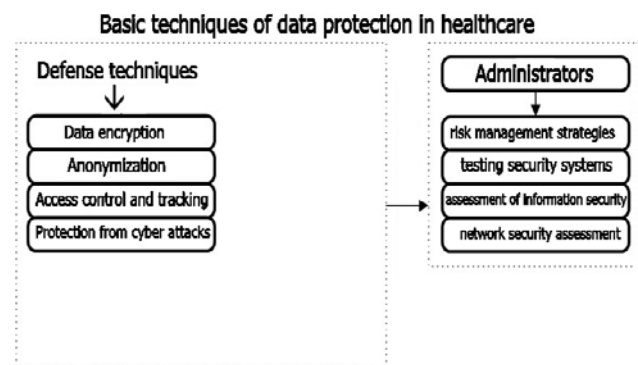 Basic techniques of data protection in healthcare
Defense techniques
Data encryption
Anonymization
Access control and tracking
Protection from cyber attacks
Administrators
risk management strategies
testing security systems
assessment of information security
network security assessment